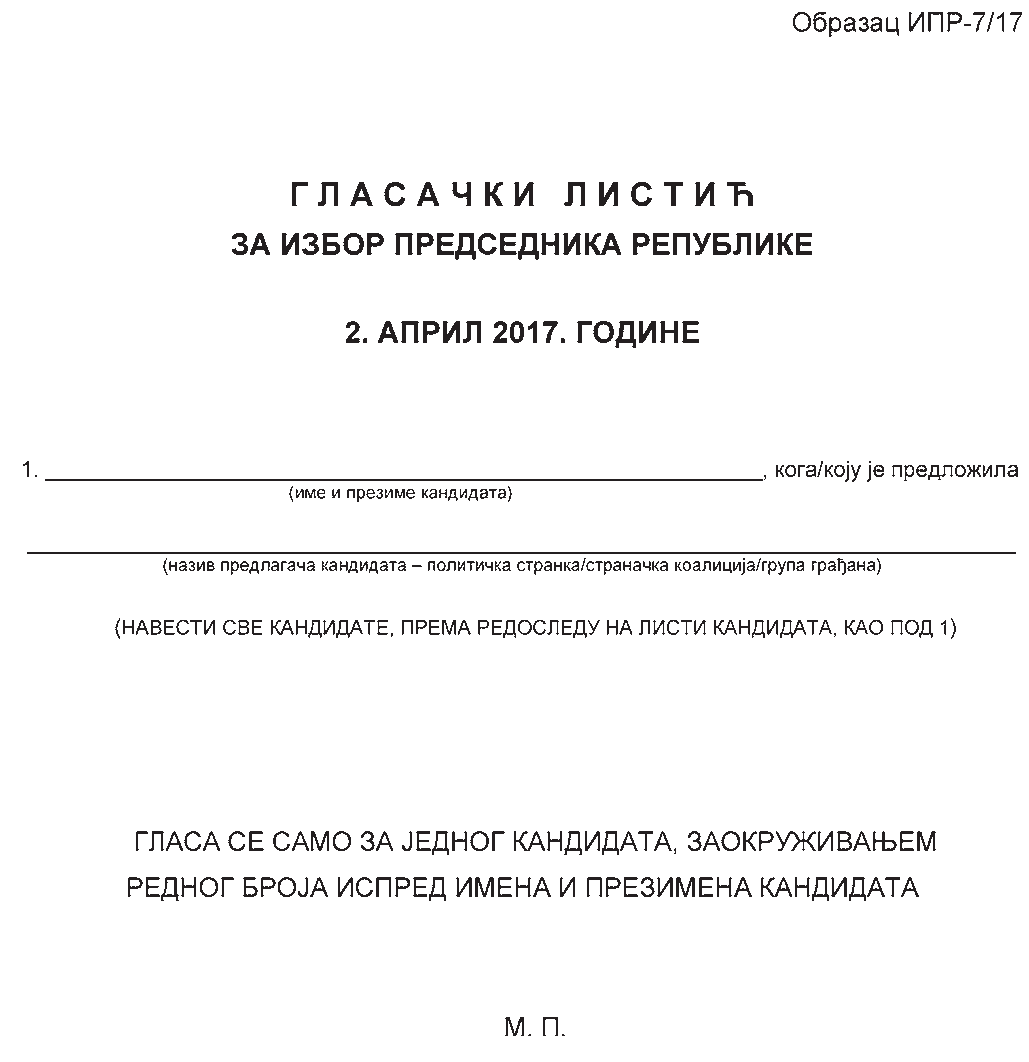 Образац ИПР-7/17
Г Л А С А Ч К И Л И С Т И Ћ
ЗА ИЗБОР ПРЕДСЕДНИКА РЕПУБЛИКЕ
2. АПРИЛ 2017. ГОДИНЕ
1. ______________________, кога/коју је предложила
(име и презиме кандидата)
(назив предлагача кандидата – политичка странка/страначка коалиција/група грађана)
(НАВЕСТИ СВЕ КАНДИДАТЕ, ПРЕМА РЕДОСЛЕДУ НА ЛИСТИ КАНДИДАТА, КАО ПОД 1)
ГЛАСА СЕ САМО ЗА ЈЕДНОГ КАНДИДАТА, ЗАОКРУЖИВАЊЕМ
РЕДНОГ БРОЈА ИСПРЕД ИМЕНА И ПРЕЗИМЕНА КАНДИДАТА
М. П.